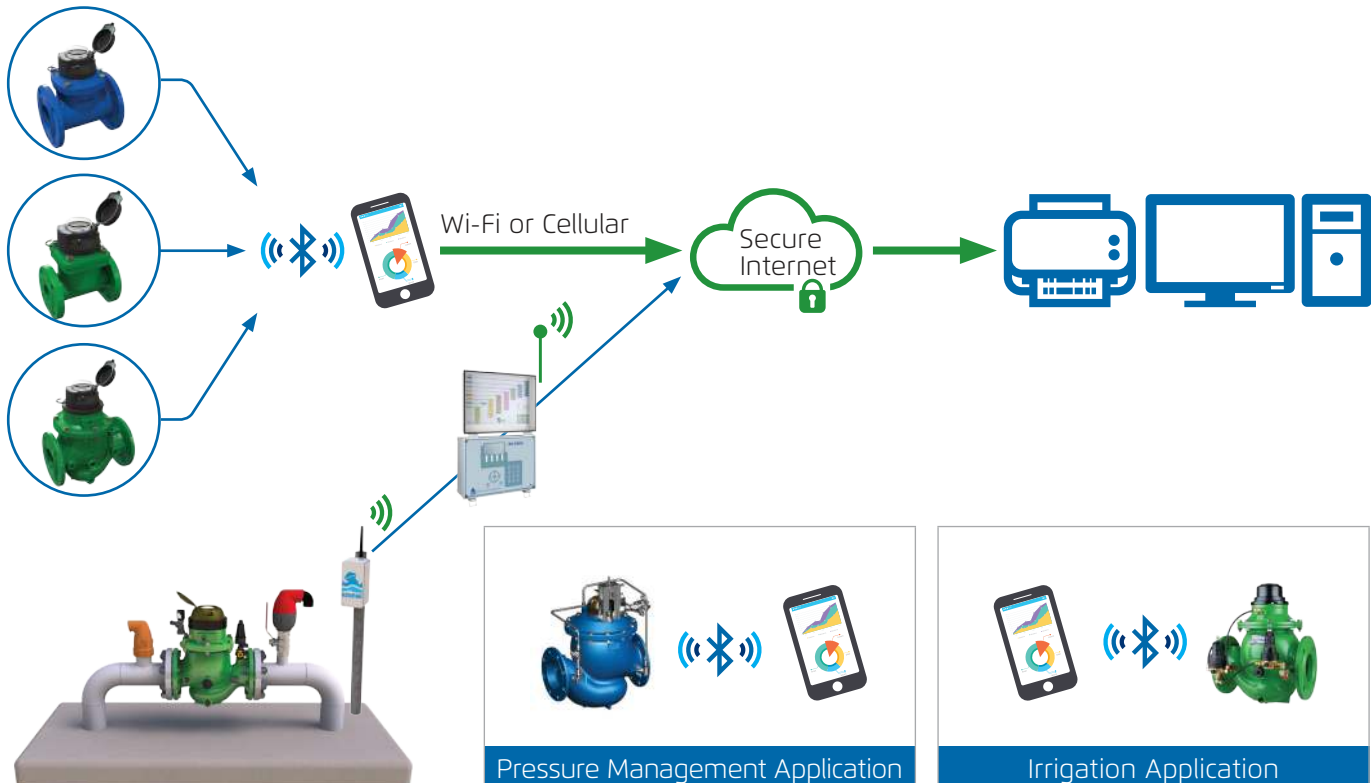 Wi-Fi or Cellular
Secure
Internet
Pressure Management Application
Irrigation Application